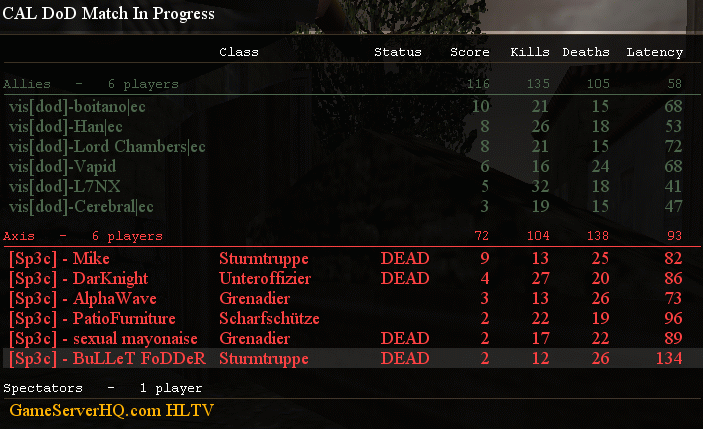 CAL DoD Match In Progress
Class Status Score Kills Deaths Latency
Allies - 6 players 116 135 105 58
vis[dod]-boitano|ec 10 21 15 68
vis[dod]-Han|ec 8 26 18 53
vis[dod]-Lord Chambers|ec 8 21 15 72
vis[dod]-Vapid 6 16 24 68
vis[dod]-L7NX 5 32 18 41
vis[dod]-Cerebral|ec 3 19 15 47
Axis - 6 players 72 104 138 93
[Sp3c] - Mike Sturmtruppe DEAD 9 13 25 82
[Sp3c] - DarKnight Unteroffizier DEAD 4 27 20 86
[Sp3c] - AlphaWave Grenadier 3 13 26 73
[Sp3c] - PatioFurniture Scharfschütze 2 22 19 96
[Sp3c] - sexual mayonaise Grenadier DEAD 2 17 22 89
[Sp3c] - BuLLeT FoDDeR Sturmtruppe DEAD 2 12 26 134
Spectators - 1 player
GameServerHQ.com HLTV